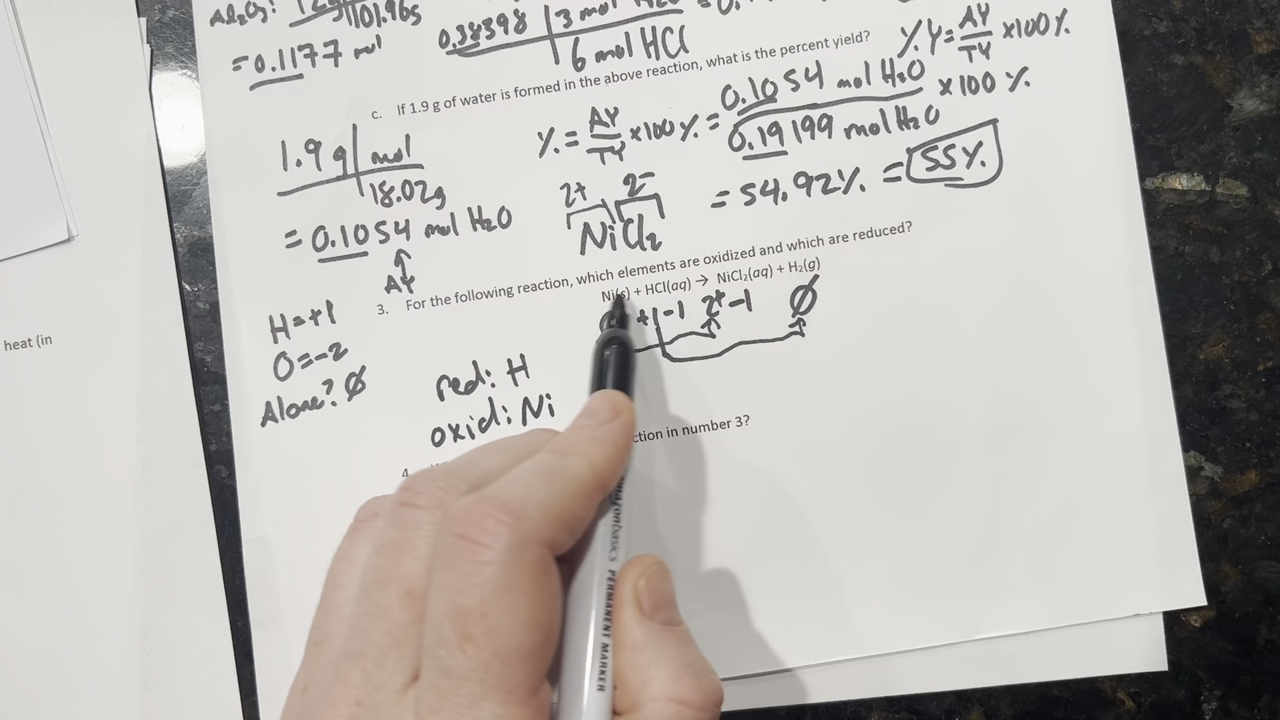 Al₂O₃:
101.96s
= 0.1177 mol
0.38398 | 3 mol H₂O
6 mol HCl
c. If 1.9 g of water is formed in the above reaction, what is the percent yield?
%Y = AY/TY × 100%
1.9 g | mol
18.02g
= 0.1054 mol H₂O
AY
% = AY/TY × 100% = 0.1054 mol H₂O / 0.19199 mol H₂O × 100%
= 54.92% = 55%
2+ 2-
NiCl₂
3. For the following reaction, which elements are oxidized and which are reduced?
Ni(s) + HCl(aq) → NiCl₂(aq) + H₂(g)
+1 -1 2+ -1 Ø
H = +1
O = -2
Alone? Ø
red: H
oxid: Ni
4. ction in number 3?
heat (in
amazonbasics PERMANENT MARKER